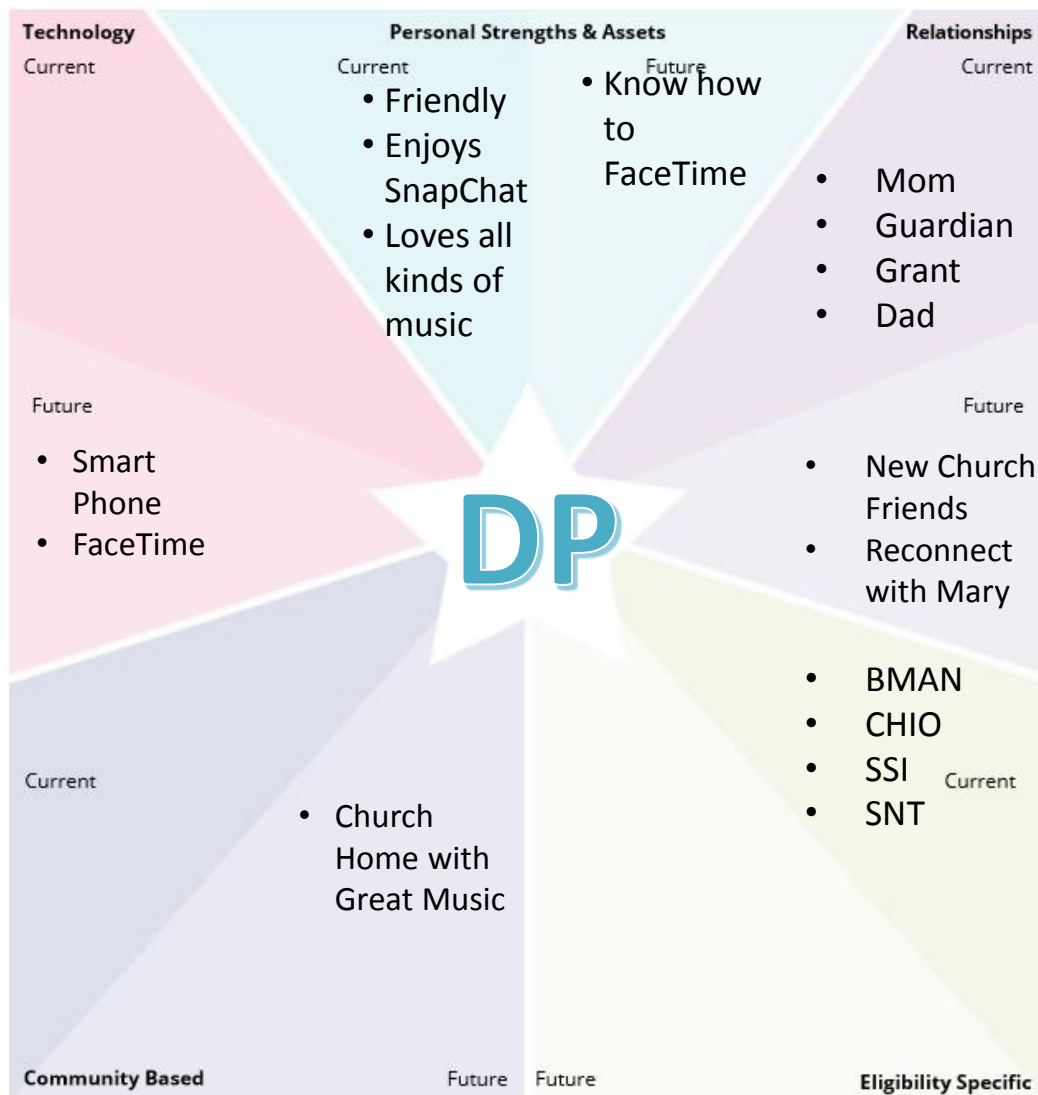 Technology
Current
Personal Strengths & Assets
Current
• Friendly
• Enjoys
SnapChat
• Loves all
kinds of
music
Future
• Know how
to
FaceTime
Relationships
Current
• Mom
• Guardian
• Grant
• Dad
Future
• Smart
Phone
• FaceTime
DP
Future
• New Church
Friends
• Reconnect
with Mary
• BMAN
• CHIO
• SSI
• SNT
Current
Current
• Church
Home with
Great Music
Community Based
Future
Future
Eligibility Specific